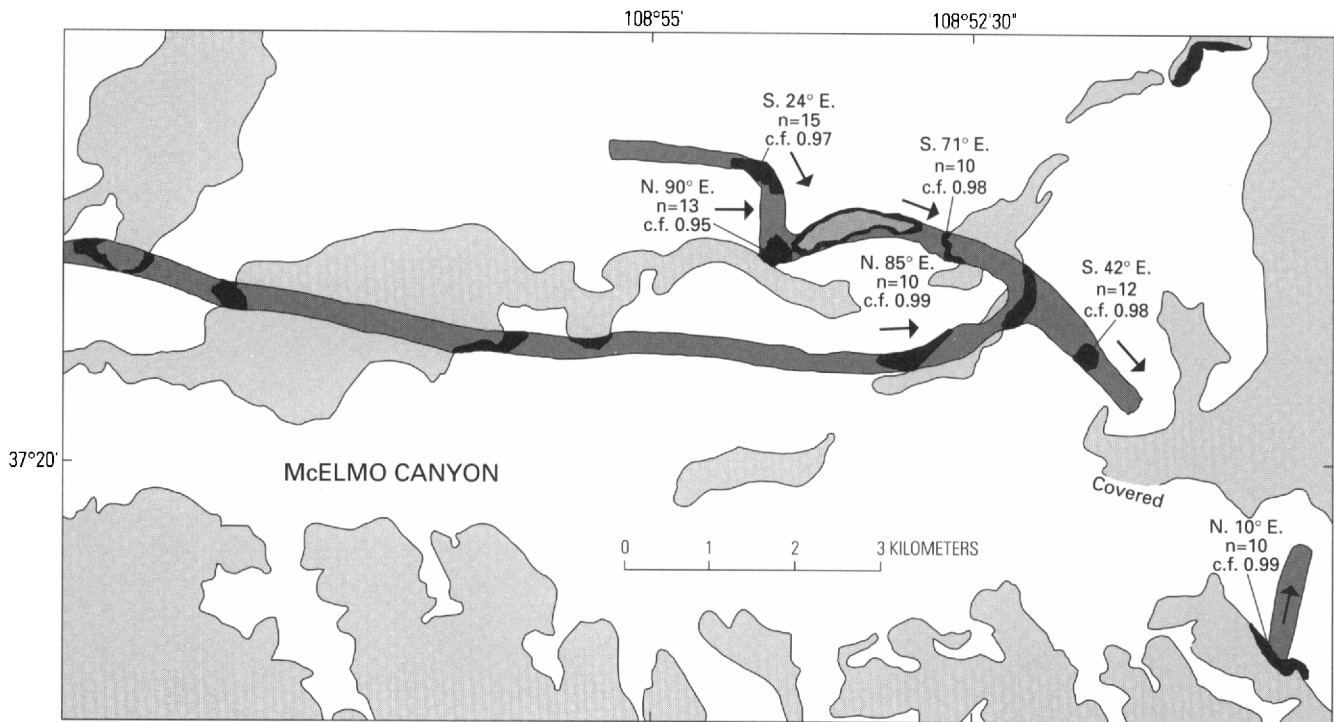 108°55'
108°52'30"
S. 24° E.
n=15
c.f. 0.97
S. 71° E.
n=10
c.f. 0.98
N. 90° E.
n=13
c.f. 0.95
N. 85° E.
n=10
c.f. 0.99
S. 42° E.
n=12
c.f. 0.98
37°20'
McELMO CANYON
Covered
N. 10° E.
n=10
c.f. 0.99
0 1 2 3 KILOMETERS